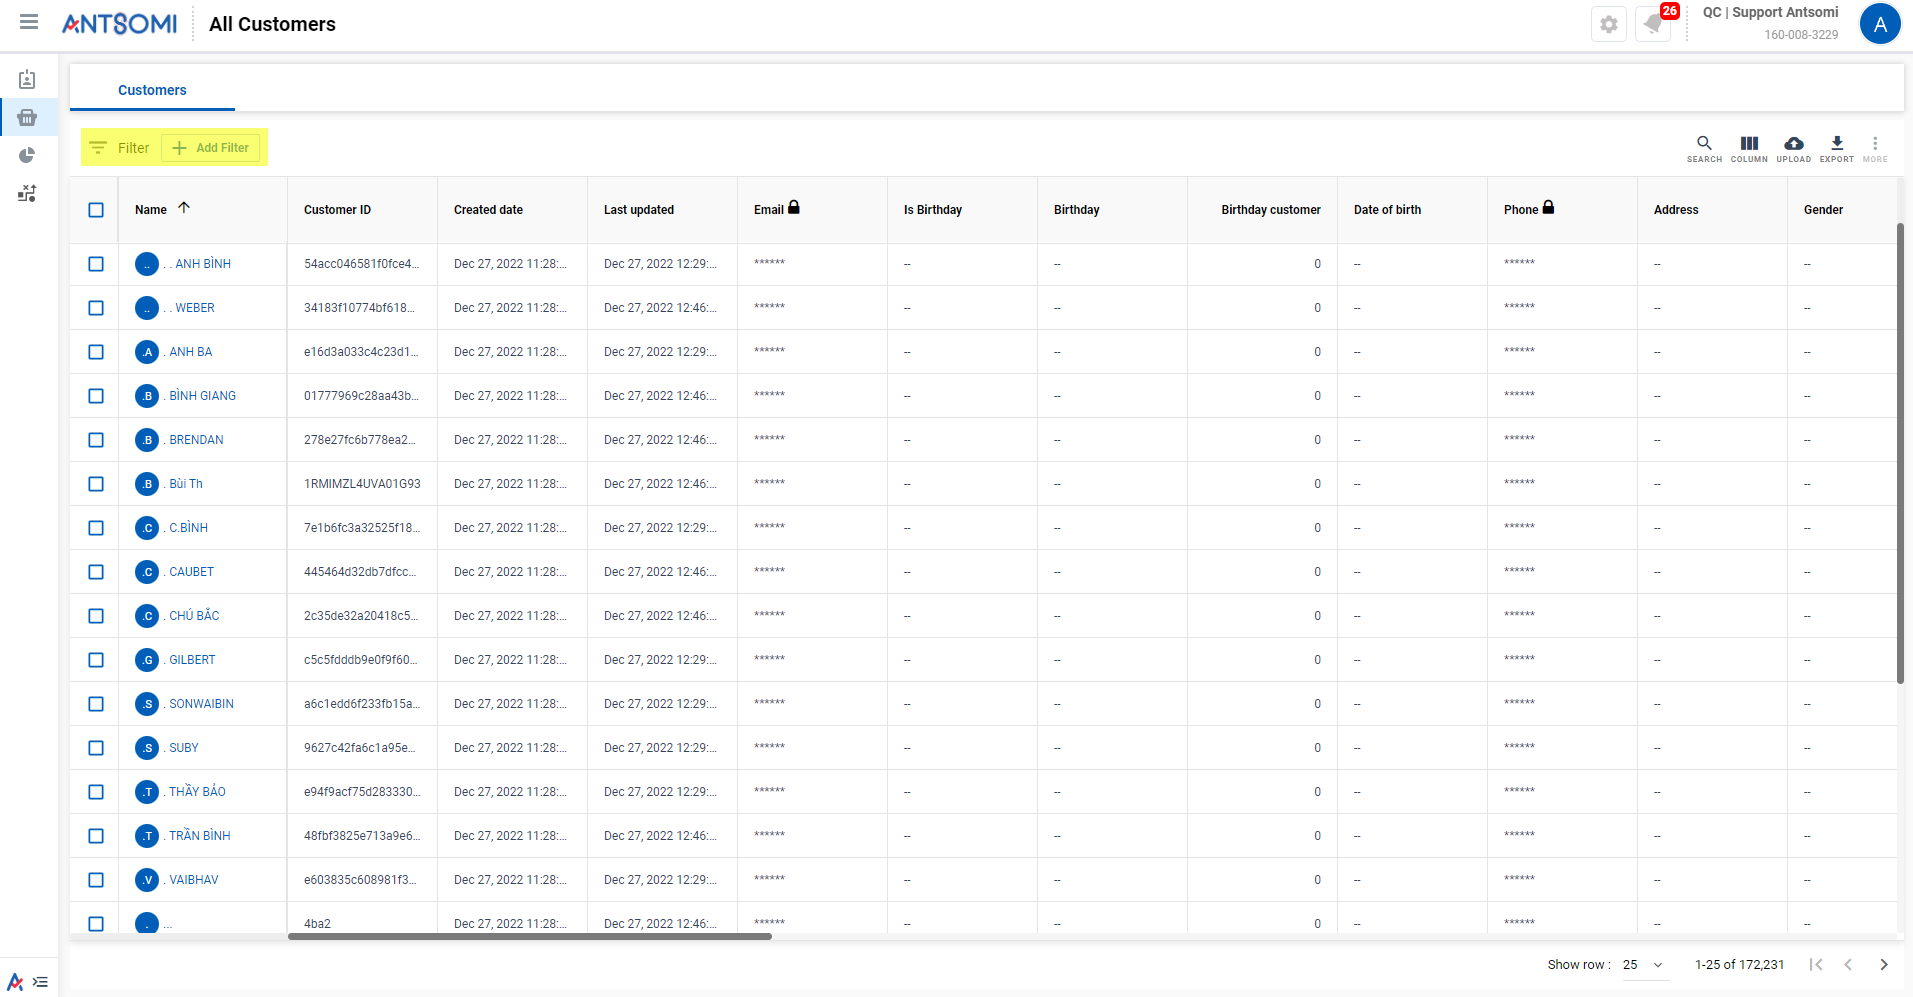 ANTSOMI All Customers 26 QC | Support Antsomi A
160-008-3229
Customers
Filter Add Filter SEARCH COLUMN UPLOAD EXPORT MORE
Name Customer ID Created date Last updated Email Is Birthday Birthday Birthday customer Date of birth Phone Address Gender
.. . . ANH BÌNH 54acc046581f0fce4... Dec 27, 2022 11:28:... Dec 27, 2022 12:29:... ****** -- -- 0 -- ****** -- --
.. . . WEBER 34183f10774bf618... Dec 27, 2022 11:28:... Dec 27, 2022 12:46:... ****** -- -- 0 -- ****** -- --
.A . ANH BA e16d3a033c4c23d1... Dec 27, 2022 11:28:... Dec 27, 2022 12:29:... ****** -- -- 0 -- ****** -- --
.B . BÌNH GIANG 01777969c28aa43b... Dec 27, 2022 11:28:... Dec 27, 2022 12:46:... ****** -- -- 0 -- ****** -- --
.B . BRENDAN 278e27fc6b778ea2... Dec 27, 2022 11:28:... Dec 27, 2022 12:46:... ****** -- -- 0 -- ****** -- --
.B . Bùi Th 1RMIMZL4UVA01G93 Dec 27, 2022 11:28:... Dec 27, 2022 12:46:... ****** -- -- 0 -- ****** -- --
.C . C.BÌNH 7e1b6fc3a32525f18... Dec 27, 2022 11:28:... Dec 27, 2022 12:29:... ****** -- -- 0 -- ****** -- --
.C . CAUBET 445464d32db7dfcc... Dec 27, 2022 11:28:... Dec 27, 2022 12:46:... ****** -- -- 0 -- ****** -- --
.C . CHÚ BẮC 2c35de32a20418c5... Dec 27, 2022 11:28:... Dec 27, 2022 12:46:... ****** -- -- 0 -- ****** -- --
.G . GILBERT c5c5fdddb9e0f9f60... Dec 27, 2022 11:28:... Dec 27, 2022 12:29:... ****** -- -- 0 -- ****** -- --
.S . SONWAIBIN a6c1edd6f233fb15a... Dec 27, 2022 11:28:... Dec 27, 2022 12:29:... ****** -- -- 0 -- ****** -- --
.S . SUBY 9627c42fa6c1a95e... Dec 27, 2022 11:28:... Dec 27, 2022 12:29:... ****** -- -- 0 -- ****** -- --
.T . THẦY BẢO e94f9acf75d283330... Dec 27, 2022 11:28:... Dec 27, 2022 12:29:... ****** -- -- 0 -- ****** -- --
.T . TRẦN BÌNH 48fbf3825e713a9e6... Dec 27, 2022 11:28:... Dec 27, 2022 12:46:... ****** -- -- 0 -- ****** -- --
.V . VAIBHAV e603835c608981f3... Dec 27, 2022 11:28:... Dec 27, 2022 12:29:... ****** -- -- 0 -- ****** -- --
. ... 4ba2 Dec 27, 2022 11:28:... Dec 27, 2022 12:46:... ****** -- -- 0 -- ****** -- --
Show row : 25 1-25 of 172,231